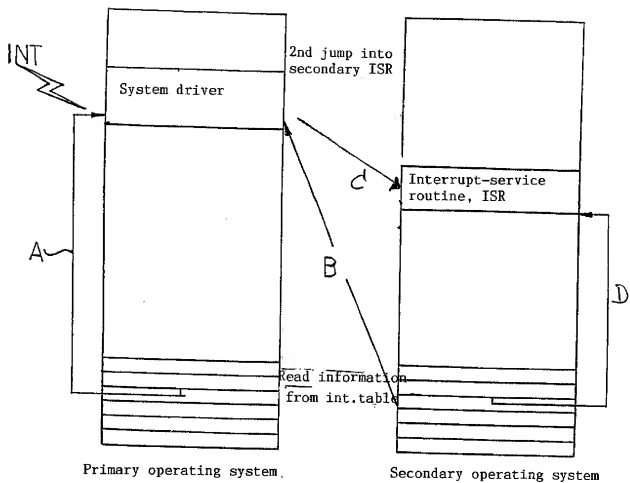 INT
2nd jump into
secondary ISR
System driver
C
Interrupt-service
routine, ISR
A
B
D
Read information
from int.table
Primary operating system.
Secondary operating system